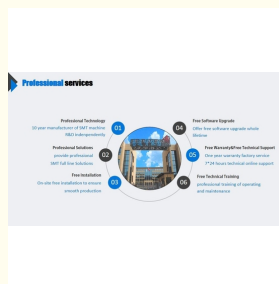 Professional services
Professional Technology
10 year manufacturer of SMT machine
R&D independently
01
Professional Solutions
provide professional
SMT full line Solutions
02
Free Installation
On-site free Installation to ensure
smooth production
03
04
Free Software Upgrade
Offer free software upgrade whole
lifetime
05
Free Warranty&Free Technical Support
One year warranty factory service
7*24 hours technical online support
06
Free Technical Training
professional training of operating
and maintenance